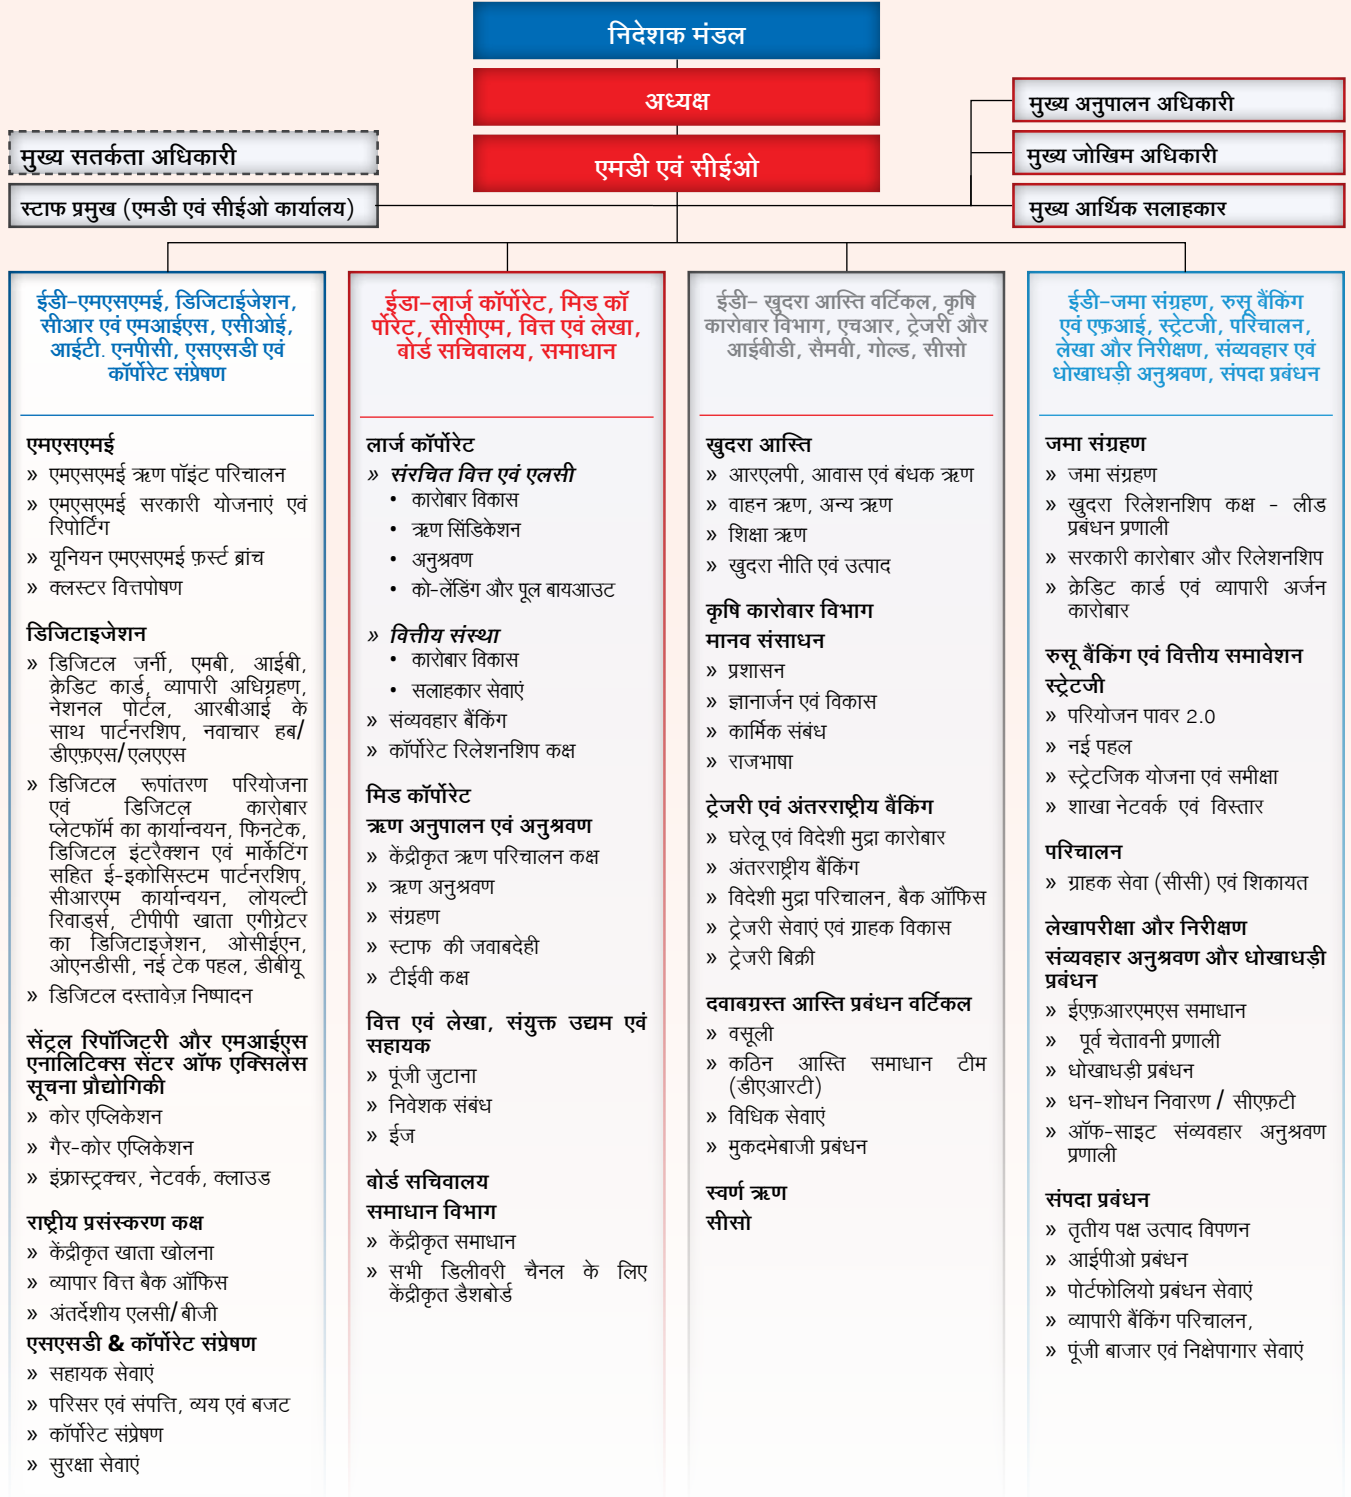 निदेशक मंडल
अध्यक्ष
एमडी एवं सीईओ
मुख्य सतर्कता अधिकारी
स्टाफ प्रमुख (एमडी एवं सीईओ कार्यालय)
मुख्य अनुपालन अधिकारी
मुख्य जोखिम अधिकारी
मुख्य आर्थिक सलाहकार
ईडी–एमएसएमई, डिजिटाईजेशन,
सीआर एवं एमआईएस, एसीओई,
आईटी. एनपीसी, एसएसडी एवं
कॉर्पोरेट संप्रेषण
एमएसएमई
» एमएसएमई ऋण पॉइंट परिचालन
» एमएसएमई सरकारी योजनाएं एवं
रिपोर्टिंग
» यूनियन एमएसएमई फ़र्स्ट ब्रांच
» क्लस्टर वित्तपोषण
डिजिटाइजेशन
» डिजिटल जर्नी, एमबी, आईबी,
क्रेडिट कार्ड, व्यापारी अधिग्रहण,
नेशनल पोर्टल, आरबीआई के
साथ पार्टनरशिप, नवाचार हब/
डीएफ़एस/एलएएस
» डिजिटल रूपांतरण परियोजना
एवं डिजिटल कारोबार
प्लेटफॉर्म का कार्यान्वयन, फिनटेक,
डिजिटल इंटरैक्शन एवं मार्केटिंग
सहित ई-इकोसिस्टम पार्टनरशिप,
सीआरएम कार्यान्वयन, लोयल्टी
रिवार्ड्स, टीपीपी खाता एगीग्रेटर
का डिजिटाइजेशन, ओसीईएन,
ओएनडीसी, नई टेक पहल, डीबीयू
» डिजिटल दस्तावेज़ निष्पादन
सेंट्रल रिपॉजिटरी और एमआईएस
एनालिटिक्स सेंटर ऑफ एक्सिलेंस
सूचना प्रौद्योगिकी
» कोर एप्लिकेशन
» गैर-कोर एप्लिकेशन
» इंफ्रास्ट्रक्चर, नेटवर्क, क्लाउड
राष्ट्रीय प्रसंस्करण कक्ष
» केंद्रीकृत खाता खोलना
» व्यापार वित्त बैक ऑफिस
» अंतर्देशीय एलसी/बीजी
एसएसडी & कॉर्पोरेट संप्रेषण
» सहायक सेवाएं
» परिसर एवं संपत्ति, व्यय एवं बजट
» कॉर्पोरेट संप्रेषण
» सुरक्षा सेवाएं
ईडा–लार्ज कॉर्पोरेट, मिड कॉ
र्पोरेट, सीसीएम, वित्त एवं लेखा,
बोर्ड सचिवालय, समाधान
लार्ज कॉर्पोरेट
» संरचित वित्त एवं एलसी
• कारोबार विकास
• ऋण सिंडिकेशन
• अनुश्रवण
• को-लेंडिंग और पूल बायआउट
» वित्तीय संस्था
• कारोबार विकास
• सलाहकार सेवाएं
» संव्यवहार बैंकिंग
» कॉर्पोरेट रिलेशनशिप कक्ष
मिड कॉर्पोरेट
ऋण अनुपालन एवं अनुश्रवण
» केंद्रीकृत ऋण परिचालन कक्ष
» ऋण अनुश्रवण
» संग्रहण
» स्टाफ की जवाबदेही
» टीईवी कक्ष
वित्त एवं लेखा, संयुक्त उद्यम एवं
सहायक
» पूंजी जुटाना
» निवेशक संबंध
» ईज
बोर्ड सचिवालय
समाधान विभाग
» केंद्रीकृत समाधान
» सभी डिलीवरी चैनल के लिए
केंद्रीकृत डैशबोर्ड
ईडी– खुदरा आस्ति वर्टिकल, कृषि
कारोबार विभाग, एचआर, ट्रेजरी और
आईबीडी, सैमवी, गोल्ड, सीसो
खुदरा आस्ति
» आरएलपी, आवास एवं बंधक ऋण
» वाहन ऋण, अन्य ऋण
» शिक्षा ऋण
» खुदरा नीति एवं उत्पाद
कृषि कारोबार विभाग
मानव संसाधन
» प्रशासन
» ज्ञानार्जन एवं विकास
» कार्मिक संबंध
» राजभाषा
ट्रेजरी एवं अंतरराष्ट्रीय बैंकिंग
» घरेलू एवं विदेशी मुद्रा कारोबार
» अंतरराष्ट्रीय बैंकिंग
» विदेशी मुद्रा परिचालन, बैक ऑफिस
» ट्रेजरी सेवाएं एवं ग्राहक विकास
» ट्रेजरी बिक्री
दवाबग्रस्त आस्ति प्रबंधन वर्टिकल
» वसूली
» कठिन आस्ति समाधान टीम
(डीएआरटी)
» विधिक सेवाएं
» मुकदमेबाजी प्रबंधन
स्वर्ण ऋण
सीसो
ईडी–जमा संग्रहण, रुसू बैंकिंग
एवं एफ़आई, स्ट्रेटजी, परिचालन,
लेखा और निरीक्षण, संव्यवहार एवं
धोखाधड़ी अनुश्रवण, संपदा प्रबंधन
जमा संग्रहण
» जमा संग्रहण
» खुदरा रिलेशनशिप कक्ष - लीड
प्रबंधन प्रणाली
» सरकारी कारोबार और रिलेशनशिप
» क्रेडिट कार्ड एवं व्यापारी अर्जन
कारोबार
रुसू बैंकिंग एवं वित्तीय समावेशन
स्ट्रेटजी
» परियोजन पावर 2.0
» नई पहल
» स्ट्रेटजिक योजना एवं समीक्षा
» शाखा नेटवर्क एवं विस्तार
परिचालन
» ग्राहक सेवा (सीसी) एवं शिकायत
लेखापरीक्षा और निरीक्षण
संव्यवहार अनुश्रवण और धोखाधड़ी
प्रबंधन
» ईएफ़आरएमएस समाधान
» पूर्व चेतावनी प्रणाली
» धोखाधड़ी प्रबंधन
» धन-शोधन निवारण / सीएफ़टी
» ऑफ-साइट संव्यवहार अनुश्रवण
प्रणाली
संपदा प्रबंधन
» तृतीय पक्ष उत्पाद विपणन
» आईपीओ प्रबंधन
» पोर्टफोलियो प्रबंधन सेवाएं
» व्यापारी बैंकिंग परिचालन,
» पूंजी बाजार एवं निक्षेपागार सेवाएं